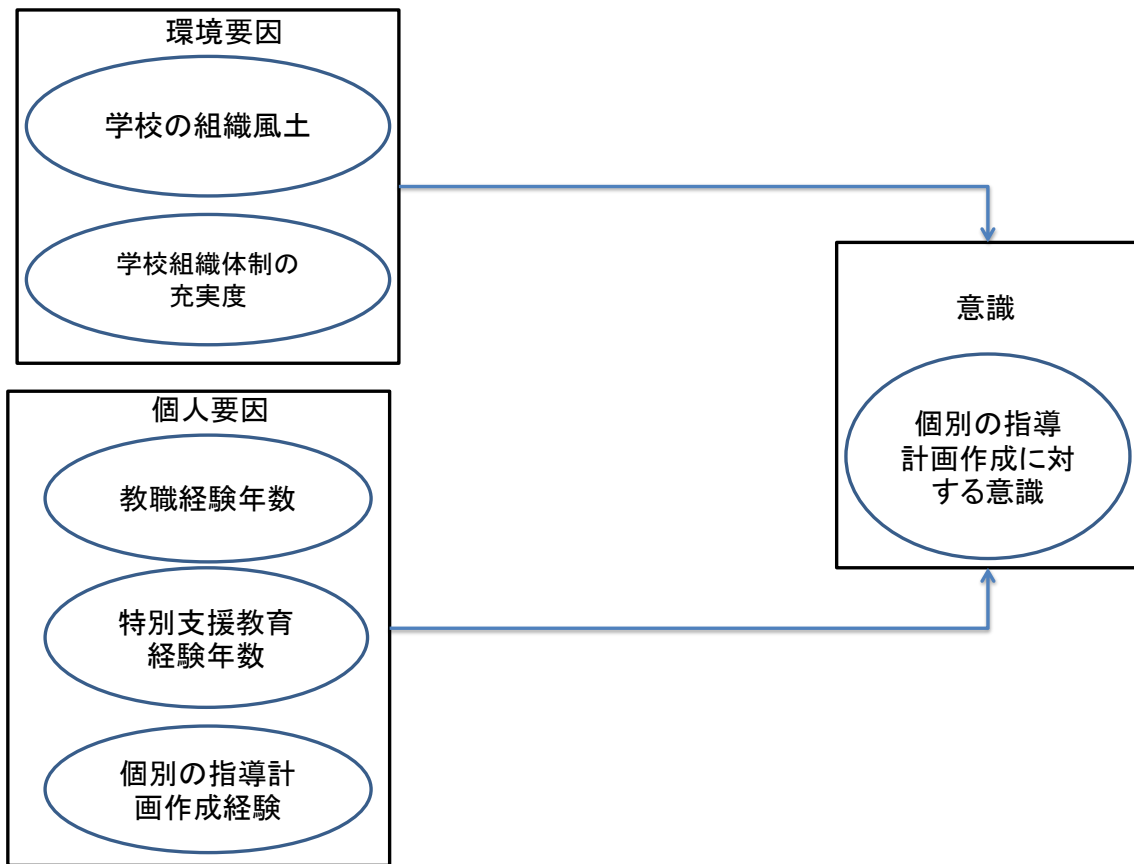 環境要因
学校の組織風土
学校組織体制の
充実度
個人要因
教職経験年数
特別支援教育
経験年数
個別の指導計
画作成経験
意識
個別の指導
計画作成に対
する意識